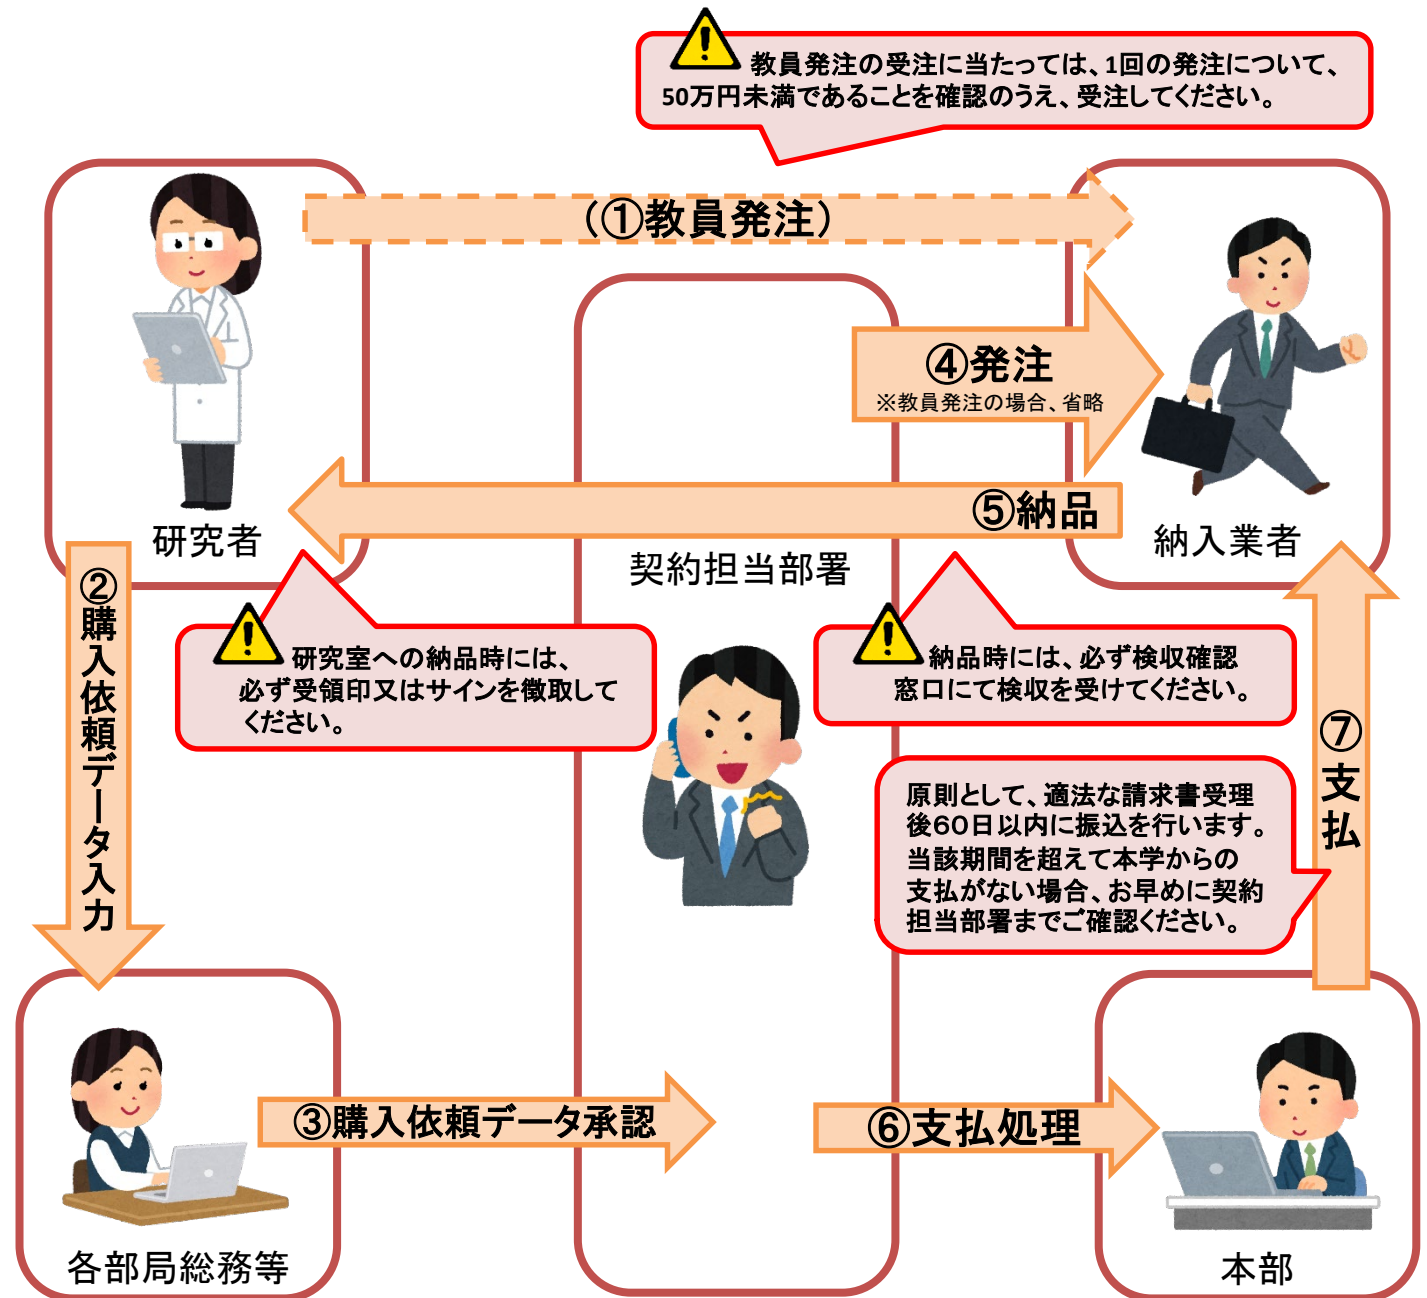 教員発注の受注に当たっては、1回の発注について、
50万円未満であることを確認のうえ、受注してください。
(①教員発注)
④発注
※教員発注の場合、省略
⑤納品
研究者
納入業者
契約担当部署
②購入依頼データ入力
研究室への納品時には、
必ず受領印又はサインを徴取して
ください。
納品時には、必ず検収確認
窓口にて検収を受けてください。
⑦支払
原則として、適法な請求書受理
後60日以内に振込を行います。
当該期間を超えて本学からの
支払がない場合、お早めに契約
担当部署までご確認ください。
③購入依頼データ承認
⑥支払処理
各部局総務等
本部